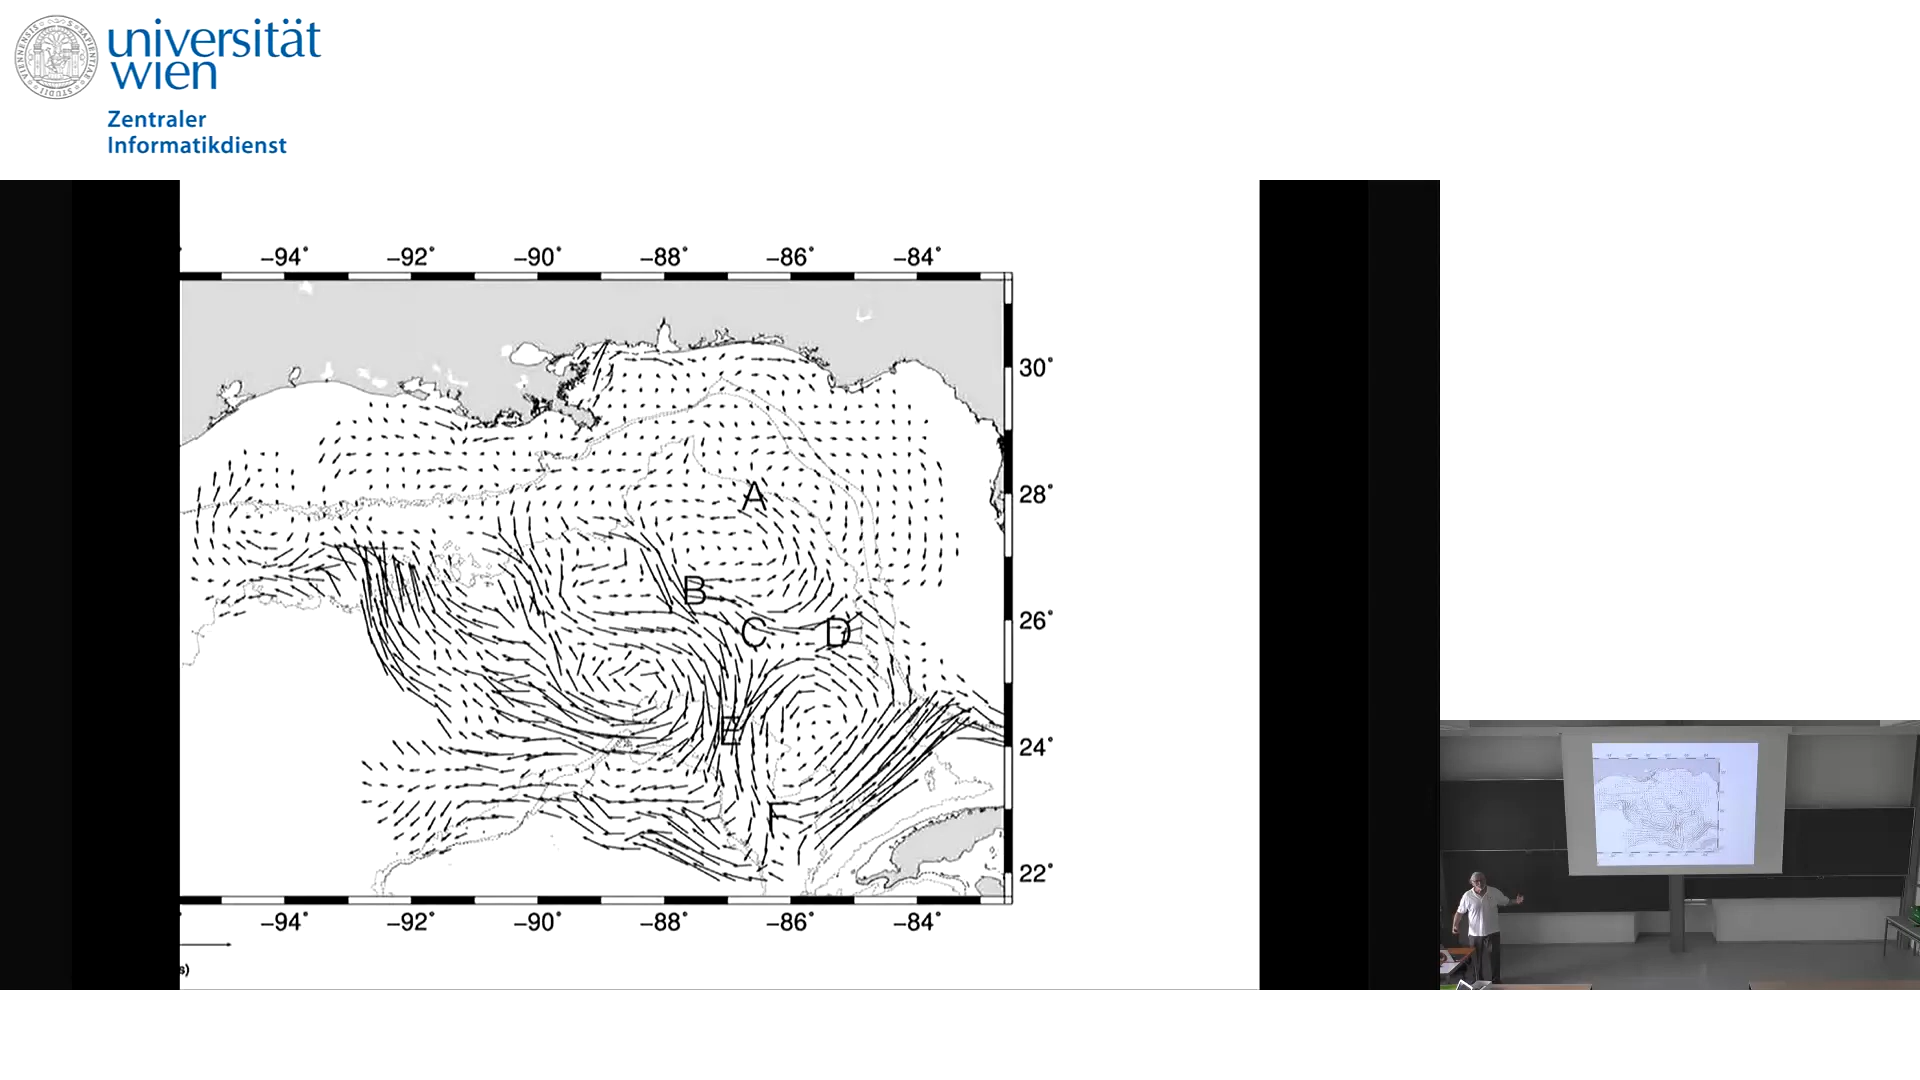 universität
wien
Zentraler
Informatikdienst
−94° −92° −90° −88° −86° −84°
30°
28°
26°
24°
22°
A
B
C D
E
F
−94° −92° −90° −88° −86° −84°
s)